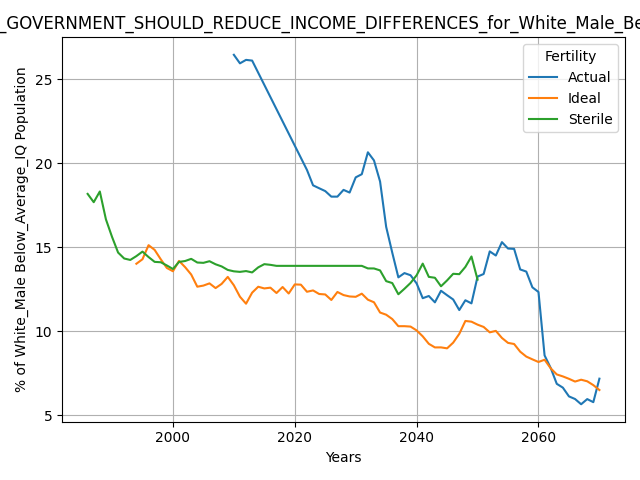 _GOVERNMENT_SHOULD_REDUCE_INCOME_DIFFERENCES_for_White_Male_Be
% of White_Male Below_Average_IQ Population
25
20
15
10
5
2000 2020 2040 2060
Years
Fertility
Actual
Ideal
Sterile